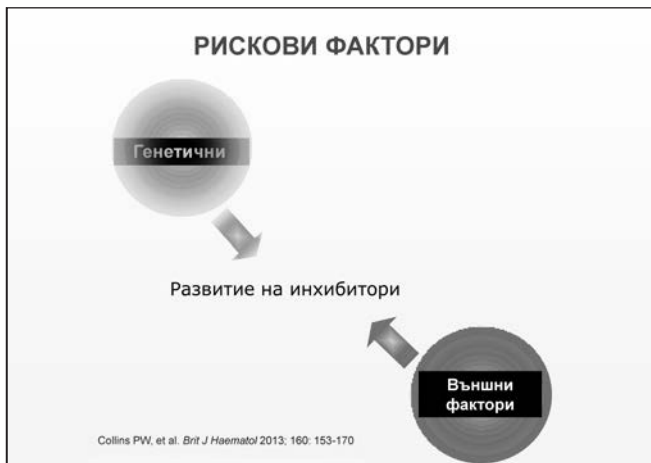 РИСКОВИ ФАКТОРИ
Генетични
Развитие на инхибитори
Външни
фактори
Collins PW, et al. Brit J Haematol 2013; 160: 153-170